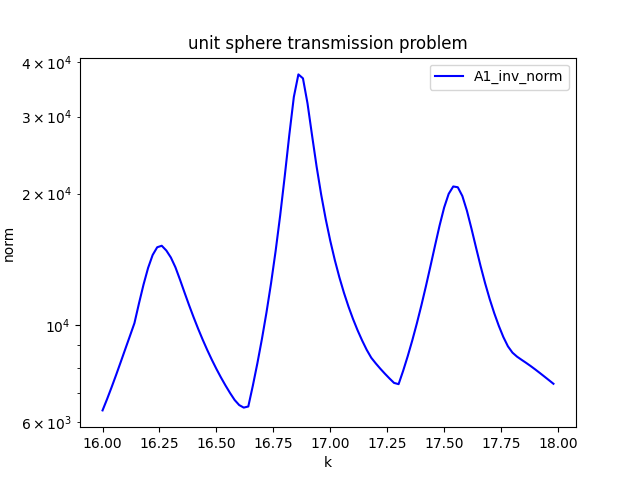 unit sphere transmission problem
A1_inv_norm
4 × 10⁴
3 × 10⁴
2 × 10⁴
10⁴
6 × 10³
norm
16.00 16.25 16.50 16.75 17.00 17.25 17.50 17.75 18.00
k